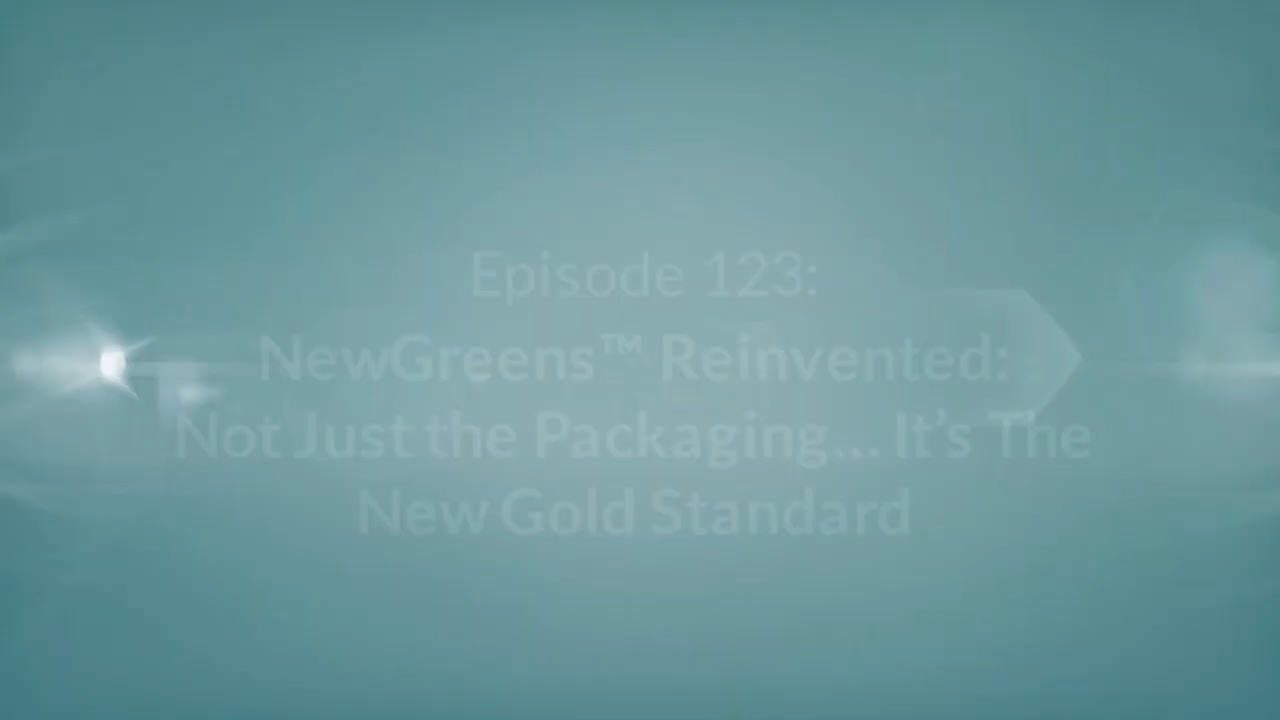 Episode 123:
NewGreens™ Reinvented:
Not Just the Packaging... It’s The
New Gold Standard